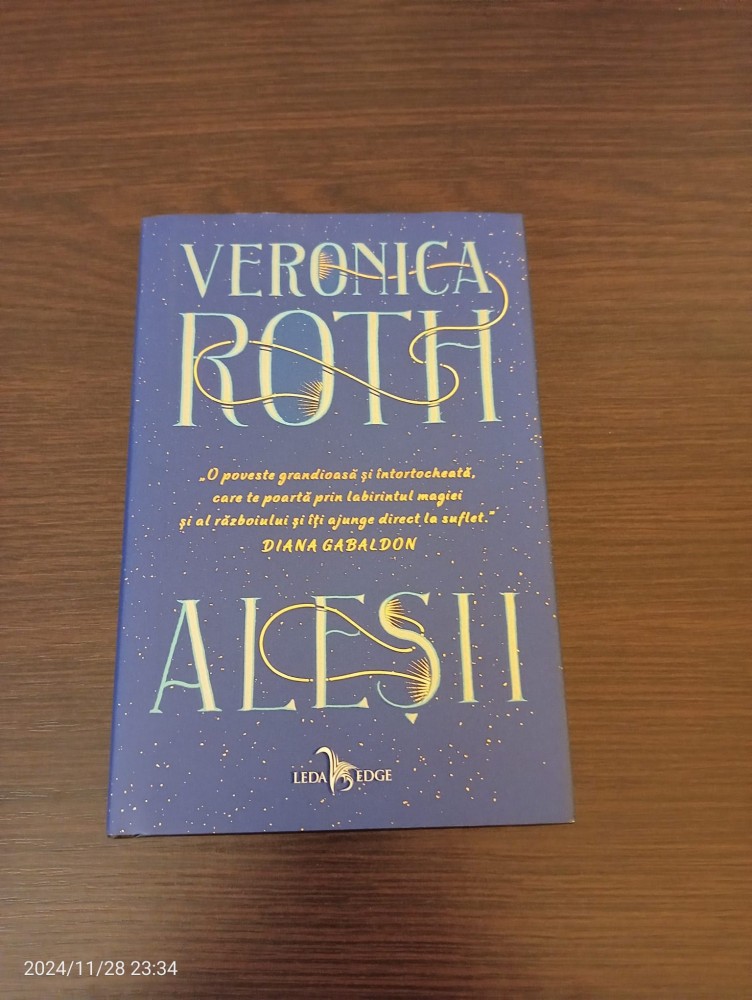 VERONICA
ROTH
„O poveste grandioasă și întortocheată,
care te poartă prin labirintul magiei
și al războiului și îți ajunge direct la suflet.”
DIANA GABALDON
ALEȘII
LEDA EDGE
2024/11/28 23:34